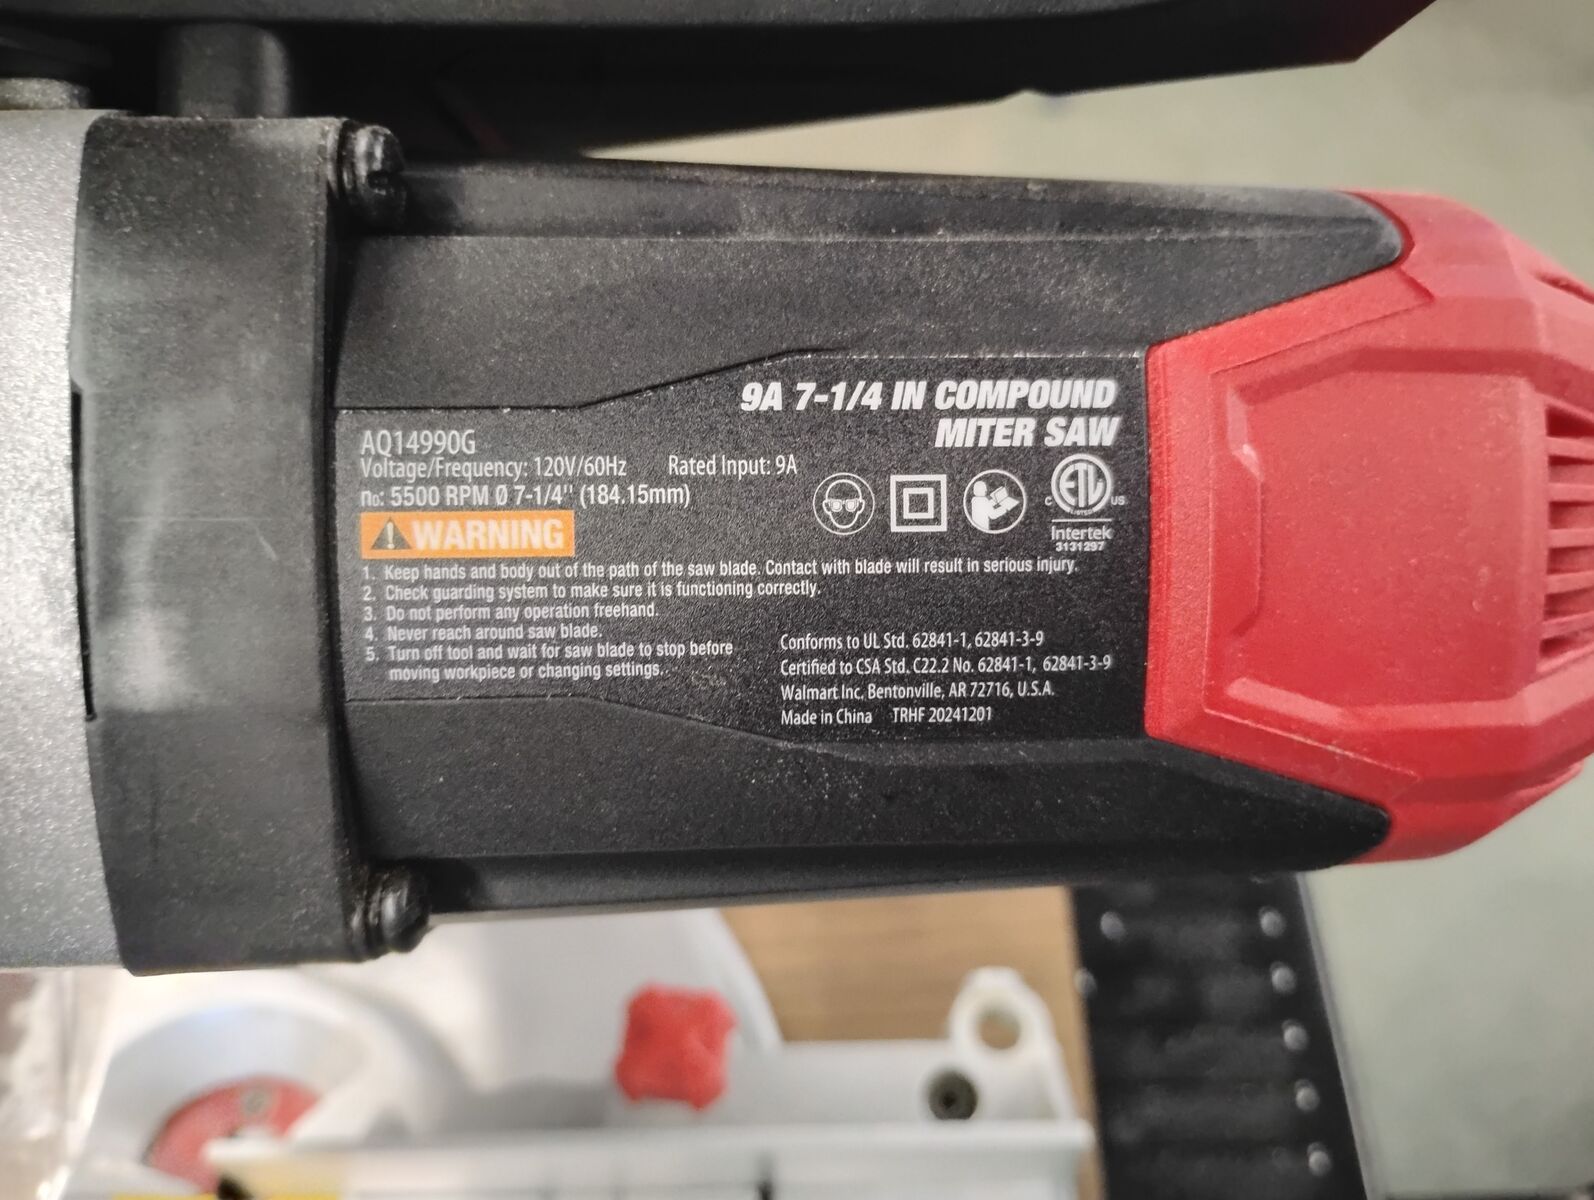 9A 7-1/4 IN COMPOUND
MITER SAW
AQ14990G
Voltage/Frequency: 120V/60Hz Rated Input: 9A
n₀: 5500 RPM Ø 7-1/4'' (184.15mm)
C ETL US
LISTED
Intertek
3131297
WARNING
1. Keep hands and body out of the path of the saw blade. Contact with blade will result in serious injury.
2. Check guarding system to make sure it is functioning correctly.
3. Do not perform any operation freehand.
4. Never reach around saw blade.
5. Turn off tool and wait for saw blade to stop before
moving workpiece or changing settings.
Conforms to UL Std. 62841-1, 62841-3-9
Certified to CSA Std. C22.2 No. 62841-1, 62841-3-9
Walmart Inc, Bentonville, AR 72716, U.S.A.
Made in China TRHF 20241201